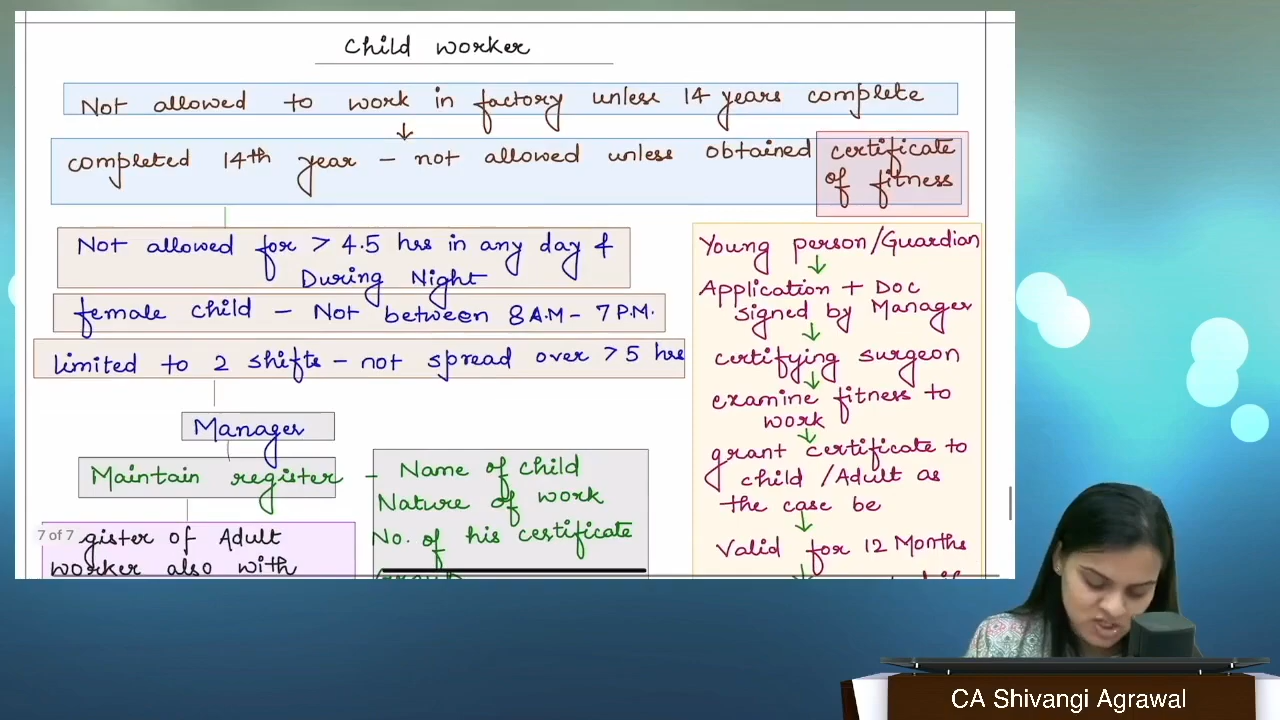 Child worker
Not allowed to work in factory unless 14 years complete
completed 14th year – not allowed unless obtained certificate
of fitness
Not allowed for > 4.5 hrs in any day &
During Night
female child – Not between 8 A.M – 7 P.M.
Limited to 2 shifts – not spread over > 5 hrs
Manager
Maintain register –
Name of child
Nature of work
No. of his certificate
7 of 7
gister of Adult
worker also with
Young person/Guardian
Application + Doc
signed by Manager
certifying surgeon
examine fitness to
work
grant certificate to
child /Adult as
the case be
Valid for 12 Months
CA Shivangi Agrawal